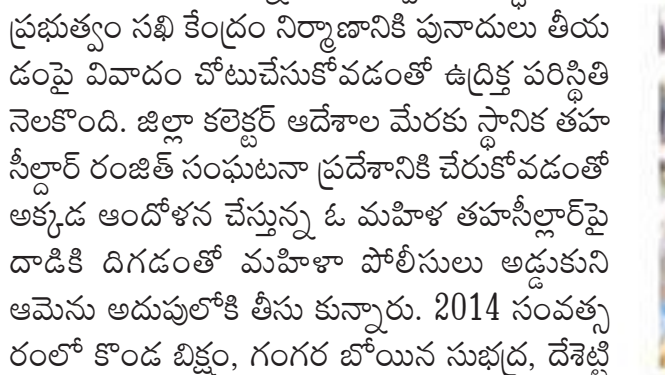 ప్రభుత్వం సఖి కేంద్రం నిర్మాణానికి పునాదులు తీయ
డంపై వివాదం చోటుచేసుకోవడంతో ఉద్రిక్త పరిస్థితి
నెలకొంది. జిల్లా కలెక్టర్ ఆదేశాల మేరకు స్థానిక తహ
సీల్దార్ రంజిత్ సంఘటనా ప్రదేశానికి చేరుకోవడంతో
అక్కడ ఆందోళన చేస్తున్న ఓ మహిళ తహసీల్దార్‌పై
దాడికి దిగడంతో మహిళా పోలీసులు అడ్డుకుని
ఆమెను అదుపులోకి తీసు కున్నారు. 2014 సంవత్స
రంలో కొండ బిక్షం, గంగర బోయిన సుభద్ర, దేశెట్టి